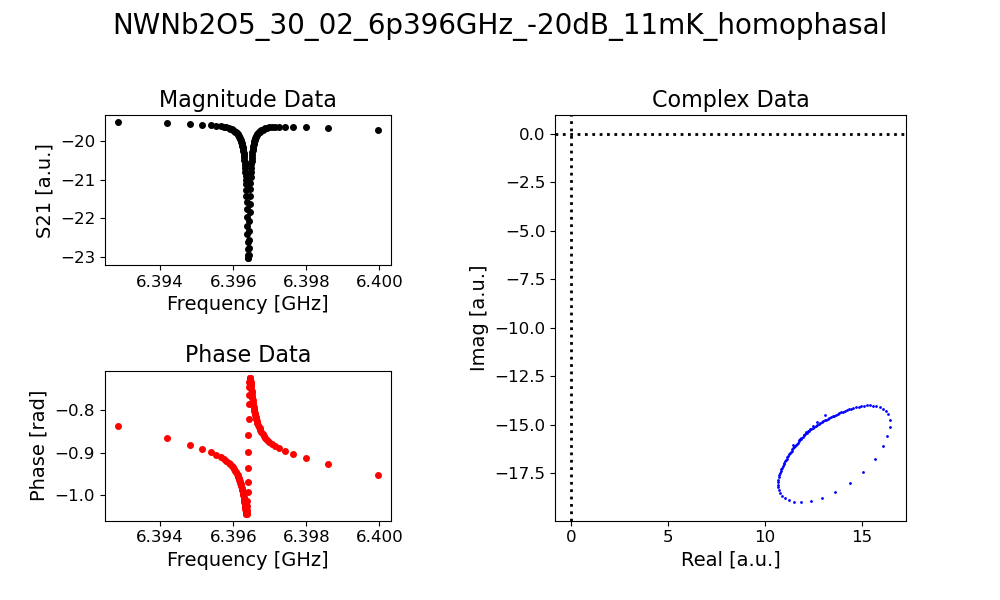 NWNb2O5_30_02_6p396GHz_-20dB_11mK_homophasal
Magnitude Data
S21 [a.u.]
−20
−21
−22
−23
6.394 6.396 6.398 6.400
Frequency [GHz]
Phase Data
Phase [rad]
−0.8
−0.9
−1.0
6.394 6.396 6.398 6.400
Frequency [GHz]
Complex Data
Imag [a.u.]
0.0
−2.5
−5.0
−7.5
−10.0
−12.5
−15.0
−17.5
0 5 10 15
Real [a.u.]